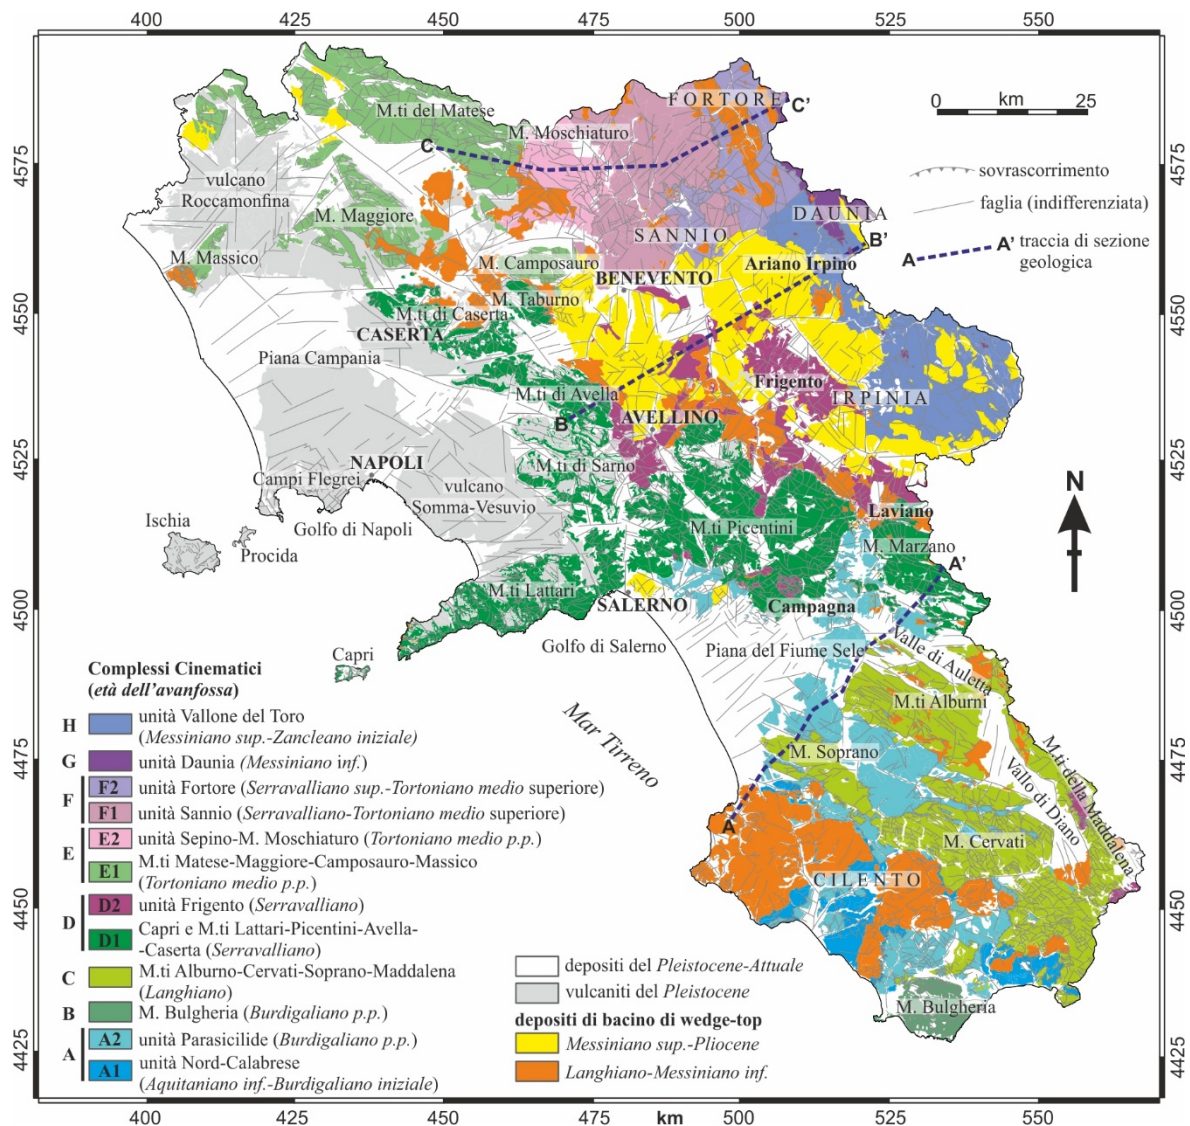 400 425 450 475 500 525 550
4575
4550
4525
4500
4475
4450
4425
4575
4550
4525
4500
4475
4450
4425
0 km 25
sovrascorrimento
faglia (indifferenziata)
A A' traccia di sezione
geologica
FORTORE
C'
M.ti del Matese
M. Moschiaturo
C
vulcano
Roccamonfina
M. Maggiore
DAUNIA
B'
SANNIO
M. Massico
M. Camposauro
BENEVENTO
Ariano Irpino
M. Taburno
M.ti di Caserta
CASERTA
Piana Campania
Frigento
M.ti di Avella
IRPINIA
B
AVELLINO
NAPOLI
M.ti di Sarno
Campi Flegrei
vulcano
Somma-Vesuvio
Laviano
Ischia
Golfo di Napoli
M.ti Picentini
Procida
M. Marzano
A'
M.ti Lattari
SALERNO
Campagna
Golfo di Salerno
Piana del Fiume Sele
Valle di Auletta
Capri
N
M.ti Alburni
Mar Tirreno
M. Soprano
Vallo di Diano
M.ti della Maddalena
A
M. Cervati
CILENTO
M. Bulgheria
Complessi Cinematici
(età dell'avanfossa)
H unità Vallone del Toro
(Messiniano sup.-Zancleano iniziale)
G unità Daunia (Messiniano inf.)
F F2 unità Fortore (Serravalliano sup.-Tortoniano medio superiore)
F1 unità Sannio (Serravalliano-Tortoniano medio superiore)
E E2 unità Sepino-M. Moschiaturo (Tortoniano medio p.p.)
E1 M.ti Matese-Maggiore-Camposauro-Massico
(Tortoniano medio p.p.)
D D2 unità Frigento (Serravalliano)
D1 Capri e M.ti Lattari-Picentini-Avella-
-Caserta (Serravalliano)
C M.ti Alburno-Cervati-Soprano-Maddalena
(Langhiano)
B M. Bulgheria (Burdigaliano p.p.)
A A2 unità Parasicilide (Burdigaliano p.p.)
A1 unità Nord-Calabrese
(Aquitaniano inf.-Burdigaliano iniziale)
depositi del Pleistocene-Attuale
vulcaniti del Pleistocene
depositi di bacino di wedge-top
Messiniano sup.-Pliocene
Langhiano-Messiniano inf.
400 425 450 475 km 500 525 550